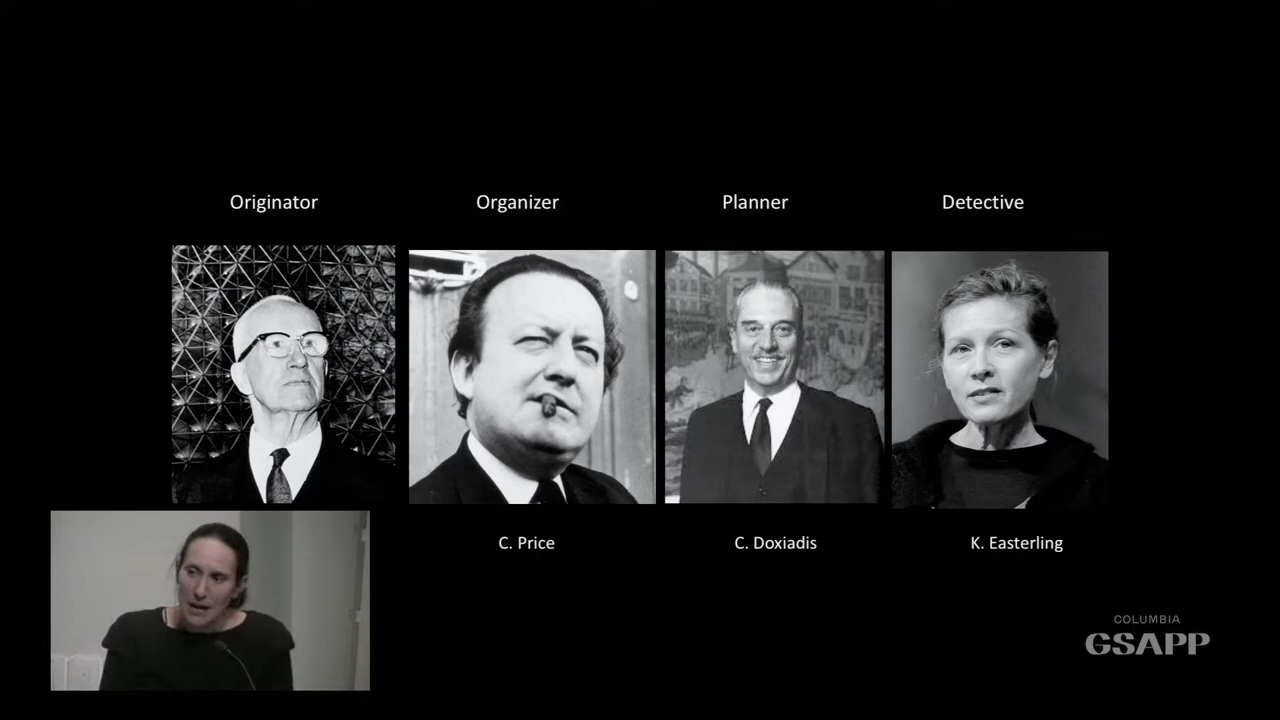 Originator
Organizer
Planner
Detective
C. Price
C. Doxiadis
K. Easterling
COLUMBIA
GSAPP